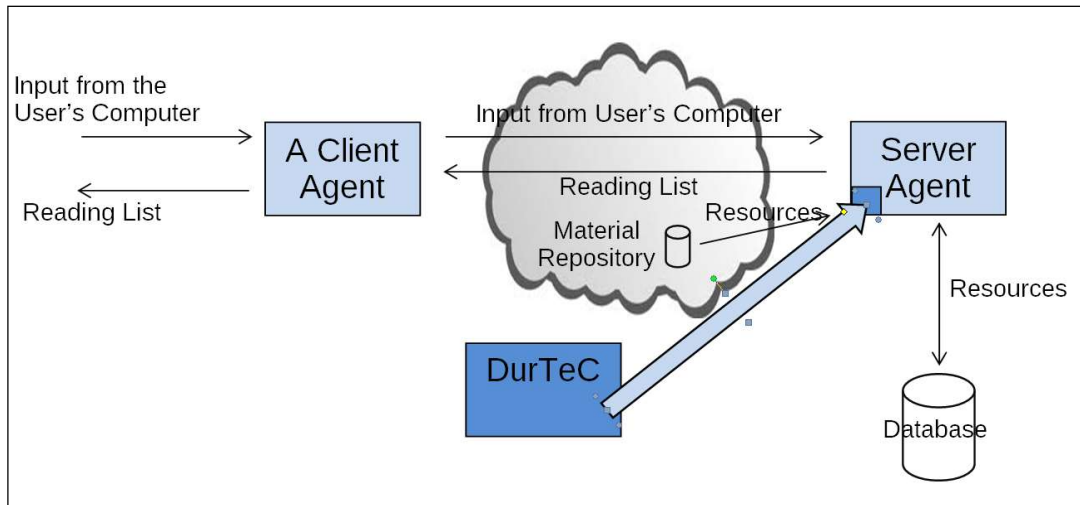 Input from the
User’s Computer
Reading List
A Client
Agent
Input from User’s Computer
Reading List
Resources
Material
Repository
Server
Agent
Resources
DurTeC
Database